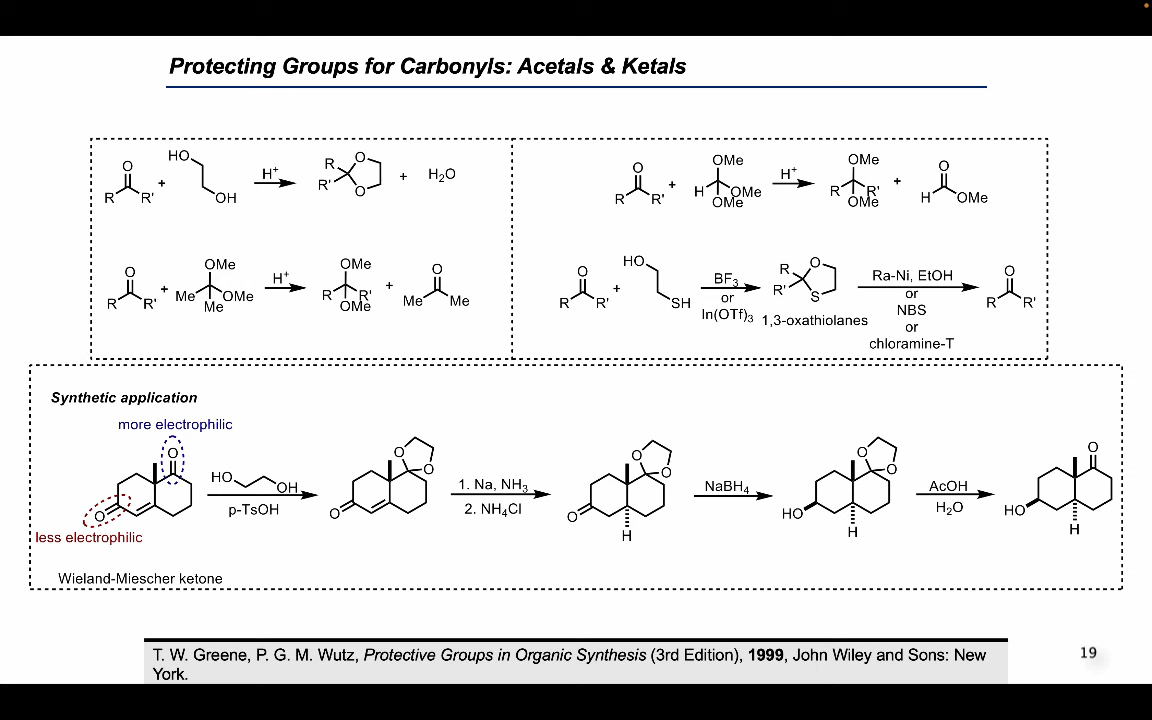 Protecting Groups for Carbonyls: Acetals & Ketals
O
R R'
+
HO
OH
H+
R
R'
O
O
+
H2O
O
R R'
+
OMe
Me OMe
Me
H+
OMe
R R'
OMe
+
O
Me Me
O
R R'
+
OMe
H OMe
OMe
H+
OMe
R R'
OMe
+
O
H OMe
O
R R'
+
HO
SH
BF3
or
In(OTf)3
R
R'
O
S
1,3-oxathiolanes
Ra-Ni, EtOH
or
NBS
or
chloramine-T
O
R R'
Synthetic application
more electrophilic
O
O
less electrophilic
Wieland-Miescher ketone
HO
OH
p-TsOH
O
O
O
1. Na, NH3
2. NH4Cl
O
O
O
H
NaBH4
O
O
HO
H
AcOH
H2O
O
HO
H
T. W. Greene, P. G. M. Wutz, Protective Groups in Organic Synthesis (3rd Edition), 1999, John Wiley and Sons: New
York.
19